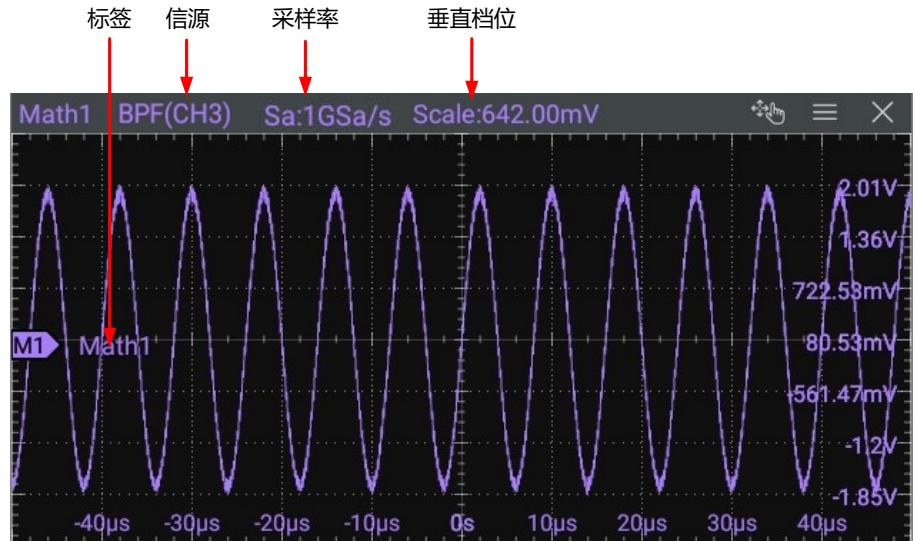 标签 信源 采样率 垂直档位
Math1 BPF(CH3) Sa:1GSa/s Scale:642.00mV
2.01V
1.36V
722.53mV
M1 Math1 80.53mV
-561.47mV
-1.2V
-1.85V
-40µs -30µs -20µs -10µs 0s 10µs 20µs 30µs 40µs